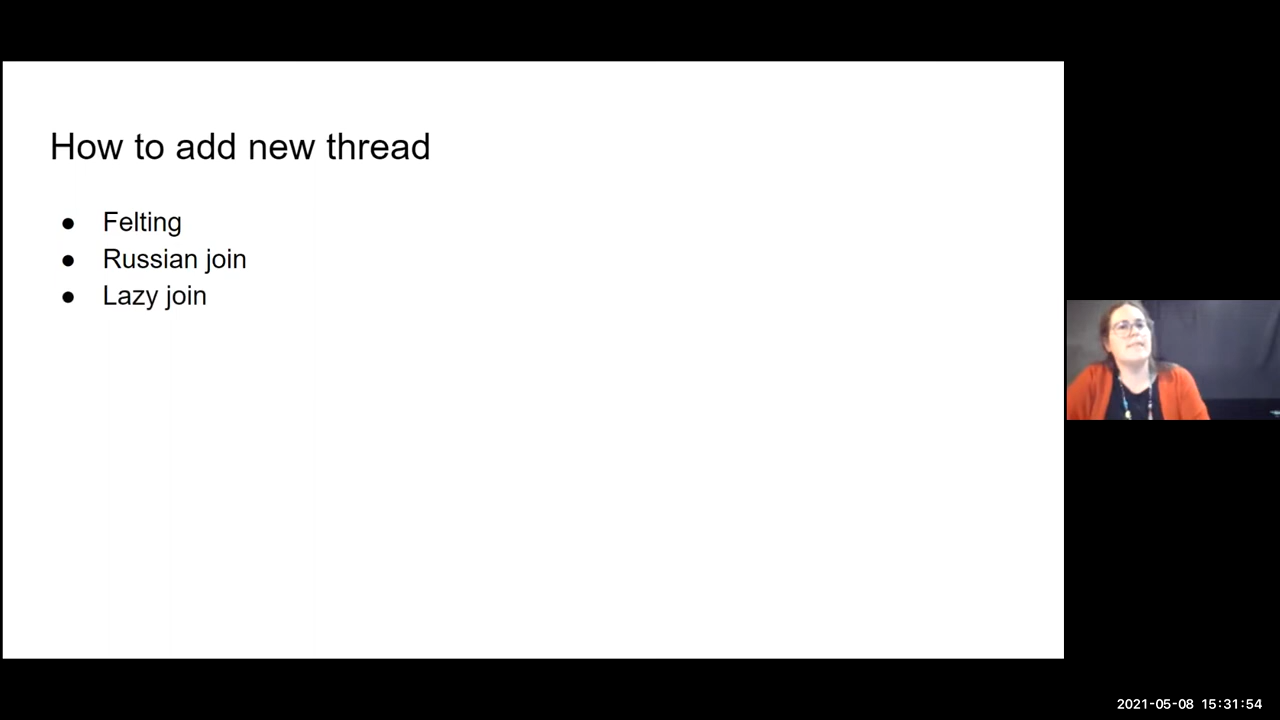 How to add new thread
● Felting
● Russian join
● Lazy join
2021-05-08 15:31:54